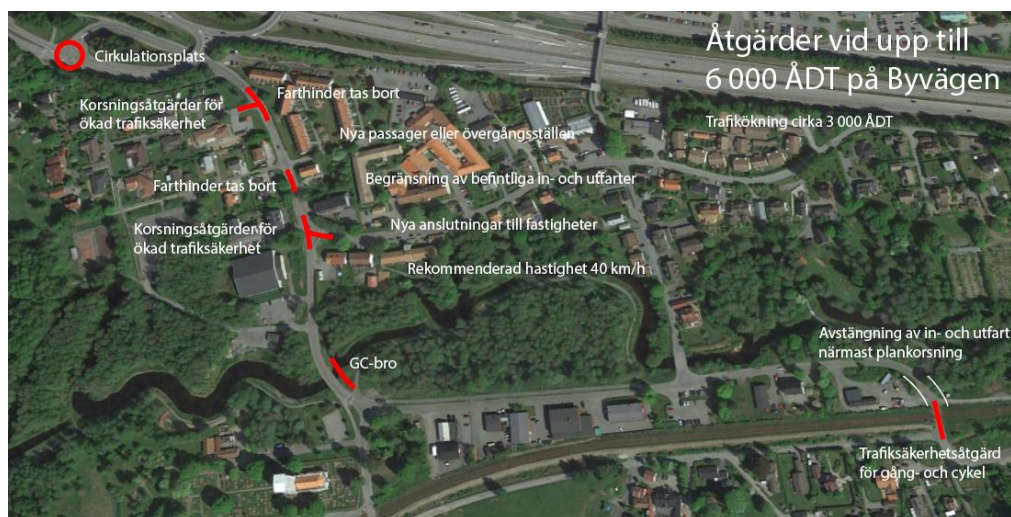 Åtgärder vid upp till
6 000 ÅDT på Byvägen
Cirkulationsplats
Farthinder tas bort
Korsningsåtgärder för
ökad trafiksäkerhet
Trafikökning cirka 3 000 ÅDT
Nya passager eller övergångsställen
Begränsning av befintliga in- och utfarter
Farthinder tas bort
Nya anslutningar till fastigheter
Korsningsåtgärder för
ökad trafiksäkerhet
Rekommenderad hastighet 40 km/h
Avstängning av in- och utfart
närmast plankorsning
GC-bro
Trafiksäkerhetsåtgärd
för gång- och cykel